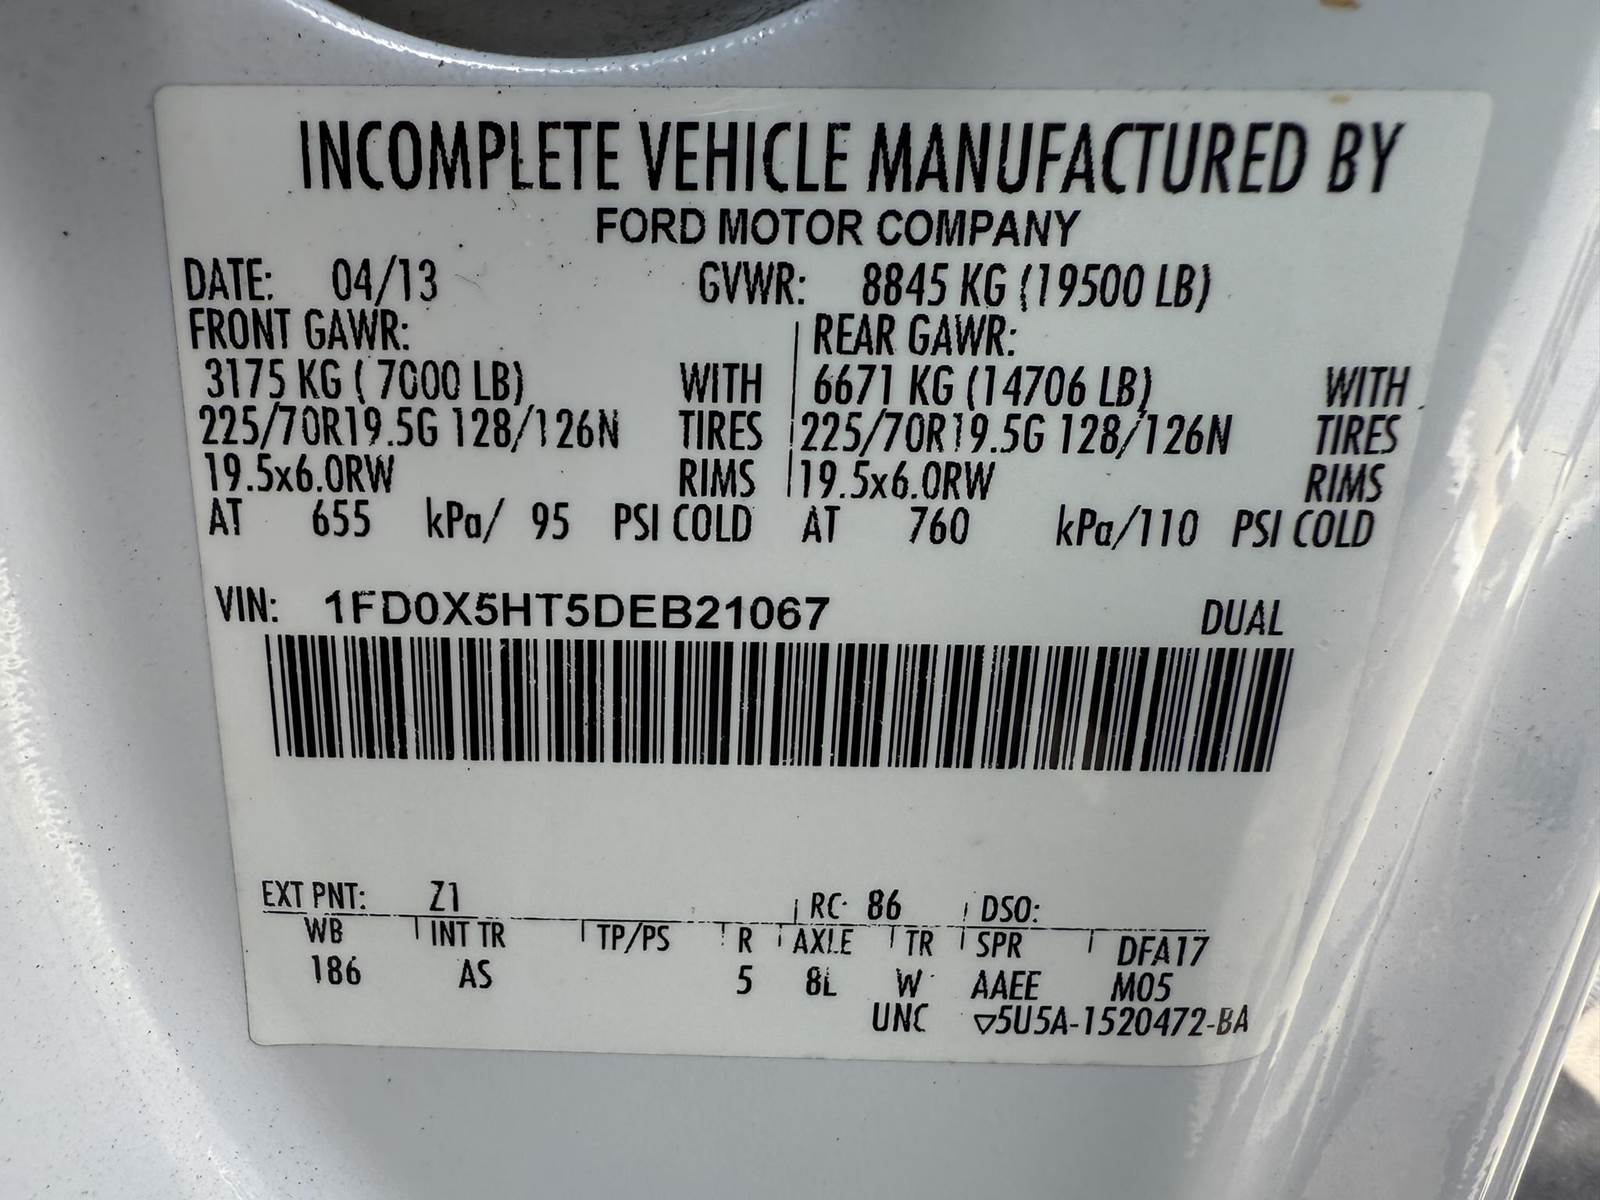 INCOMPLETE VEHICLE MANUFACTURED BY
FORD MOTOR COMPANY
DATE: 04/13 GVWR: 8845 KG (19500 LB)
FRONT GAWR: REAR GAWR:
3175 KG ( 7000 LB) WITH 6671 KG (14706 LB) WITH
225/70R19.5G 128/126N TIRES 225/70R19.5G 128/126N TIRES
19.5x6.0RW RIMS 19.5x6.0RW RIMS
AT 655 kPa/ 95 PSI COLD AT 760 kPa/110 PSI COLD
VIN: 1FD0X5HT5DEB21067 DUAL
EXT PNT: Z1 RC: 86 DSO:
WB INT TR TP/PS R AXLE TR SPR DFA17
186 AS 5 8L W AAEE M05
UNC ▽5U5A-1520472-BA